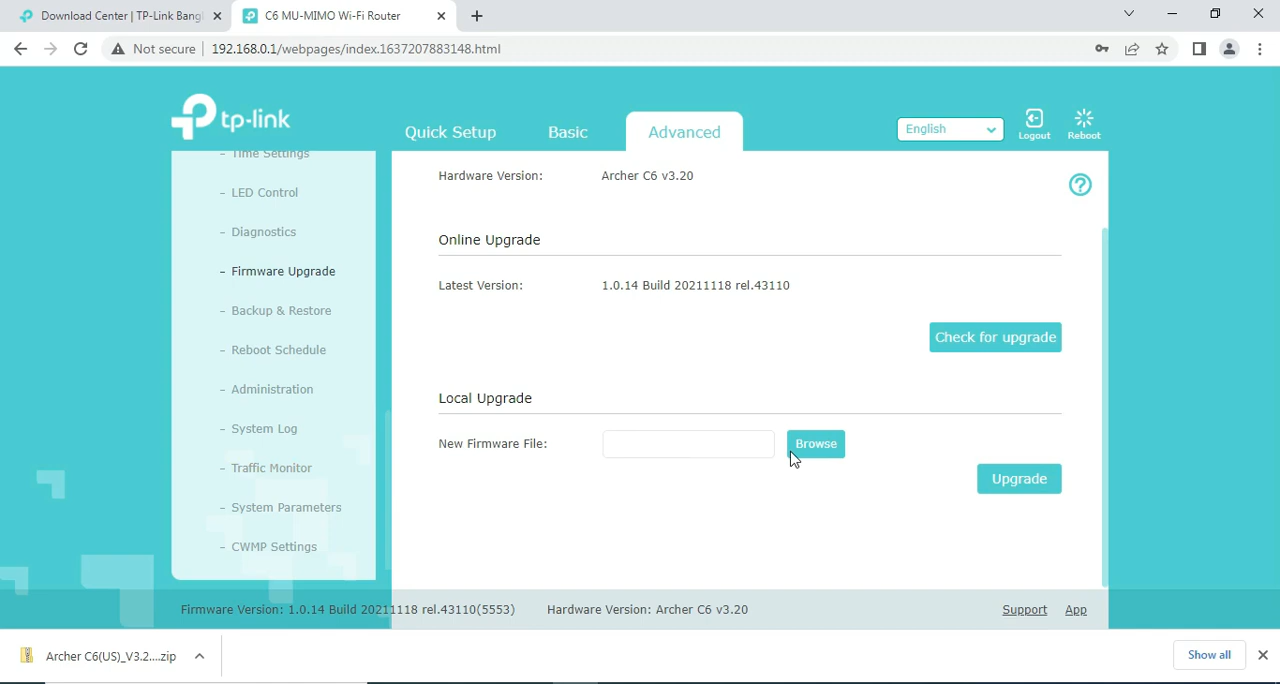 Download Center | TP-Link Bangl
C6 MU-MIMO Wi-Fi Router
Not secure
192.168.0.1/webpages/index.1637207883148.html
tp-link
Quick Setup
Basic
Advanced
English
Logout
Reboot
- Time Settings
- LED Control
- Diagnostics
- Firmware Upgrade
- Backup & Restore
- Reboot Schedule
- Administration
- System Log
- Traffic Monitor
- System Parameters
- CWMP Settings
Hardware Version: Archer C6 v3.20
Online Upgrade
Latest Version: 1.0.14 Build 20211118 rel.43110
Check for upgrade
Local Upgrade
New Firmware File:
Browse
Upgrade
Firmware Version: 1.0.14 Build 20211118 rel.43110(5553) Hardware Version: Archer C6 v3.20
Support App
Archer C6(US)_V3.2....zip
Show all